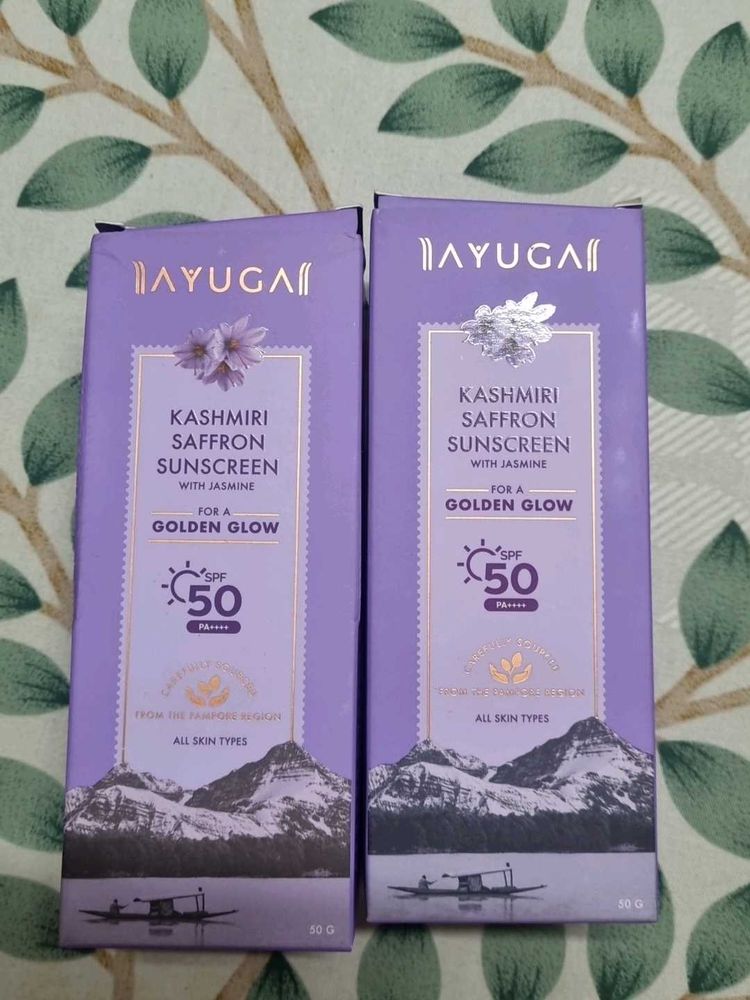 AYUGA
KASHMIRI
SAFFRON
SUNSCREEN
WITH JASMINE
FOR A
GOLDEN GLOW
SPF
50
PA++++
CAREFULLY SOURCED
FROM THE PAMPORE REGION
ALL SKIN TYPES
50 G
AYUGA
KASHMIRI
SAFFRON
SUNSCREEN
WITH JASMINE
FOR A
GOLDEN GLOW
SPF
50
PA++++
CAREFULLY SOURCED
FROM THE PAMPORE REGION
ALL SKIN TYPES
50 G